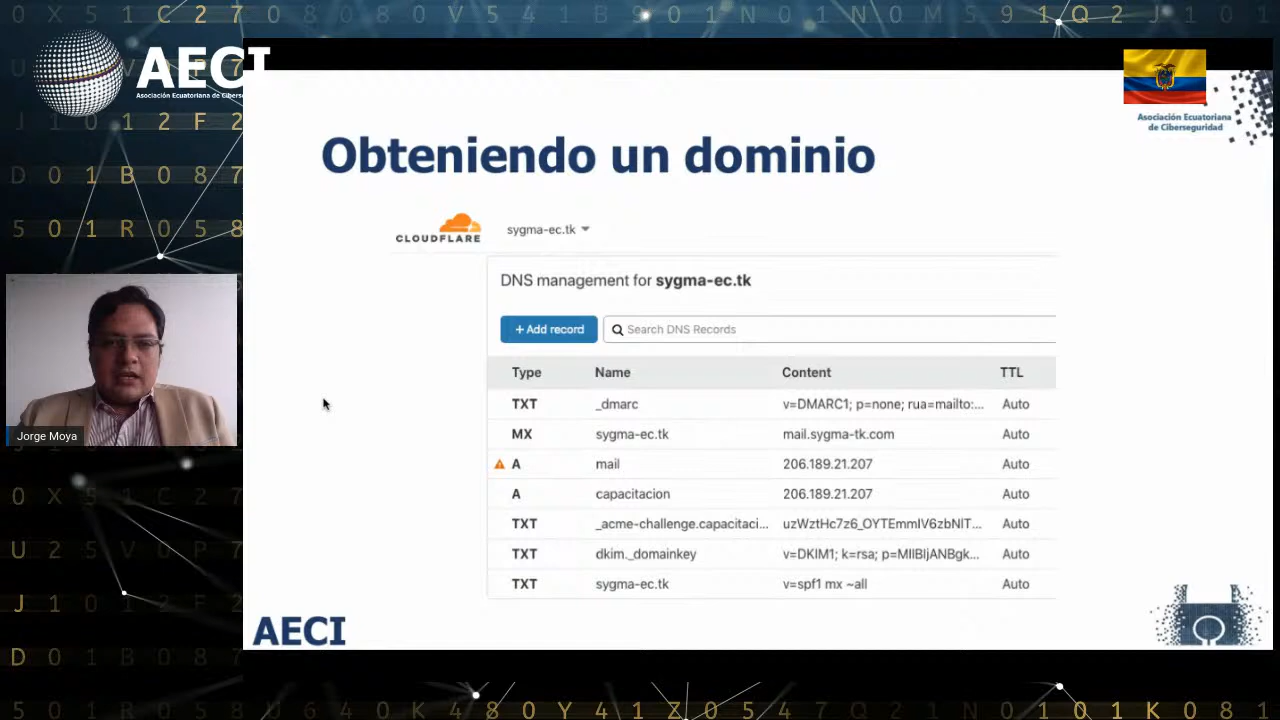 AECI
Asociación Ecuatoriana de
Asociación Ecuatoriana
de Ciberseguridad
Obteniendo un dominio
CLOUDFLARE
sygma-ec.tk
DNS management for sygma-ec.tk
+ Add record
Search DNS Records
Type Name Content TTL
TXT _dmarc v=DMARC1; p=none; rua=mailto:... Auto
MX sygma-ec.tk mail.sygma-tk.com Auto
A mail 206.189.21.207 Auto
A capacitacion 206.189.21.207 Auto
TXT _acme-challenge.capacitaci... Auto
TXT dkim._domainkey v=DKIM1; k=rsa; p=MIIBIjANBgk... Auto
TXT sygma-ec.tk v=spf1 mx ~all Auto
Jorge Moya
AECI